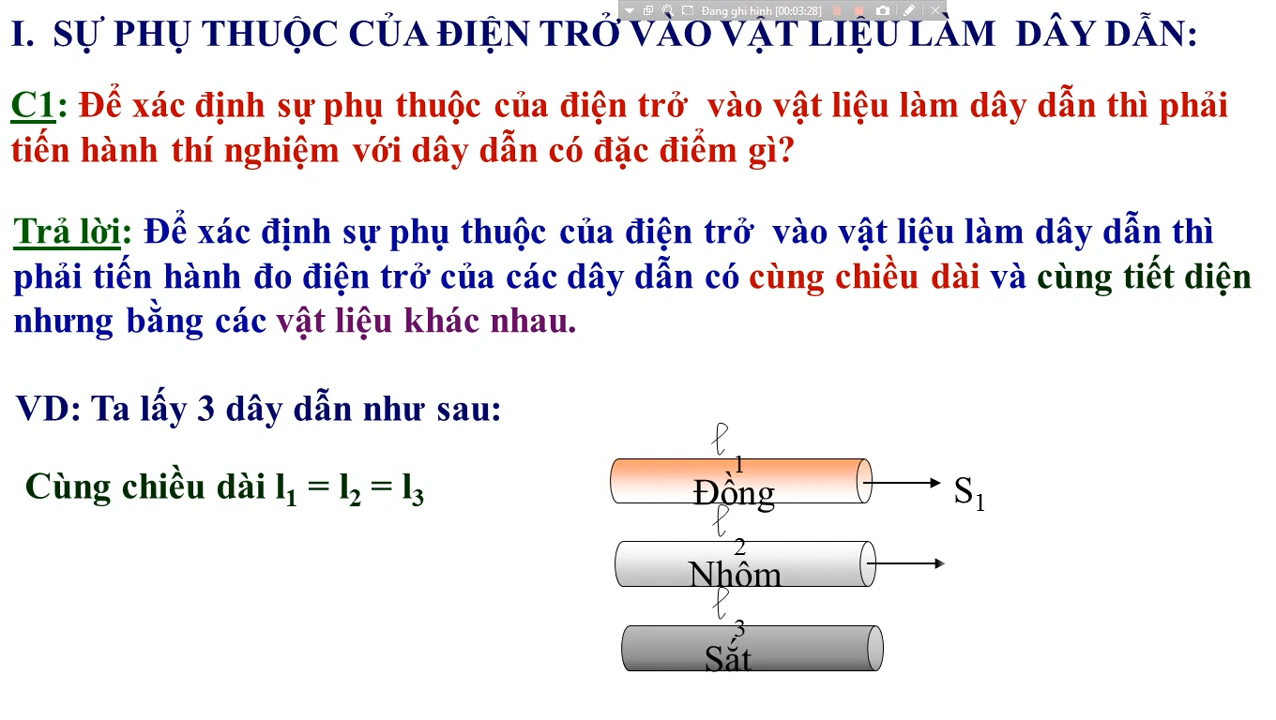 Đang ghi hình [00:03:28]
I. SỰ PHỤ THUỘC CỦA ĐIỆN TRỞ VÀO VẬT LIỆU LÀM DÂY DẪN:
C1: Để xác định sự phụ thuộc của điện trở vào vật liệu làm dây dẫn thì phải
tiến hành thí nghiệm với dây dẫn có đặc điểm gì?
Trả lời: Để xác định sự phụ thuộc của điện trở vào vật liệu làm dây dẫn thì
phải tiến hành đo điện trở của các dây dẫn có cùng chiều dài và cùng tiết diện
nhưng bằng các vật liệu khác nhau.
VD: Ta lấy 3 dây dẫn như sau:
Cùng chiều dài l₁ = l₂ = l₃
ℓ
1
Đồng
S₁
ℓ
2
Nhôm
ℓ
3
Sắt